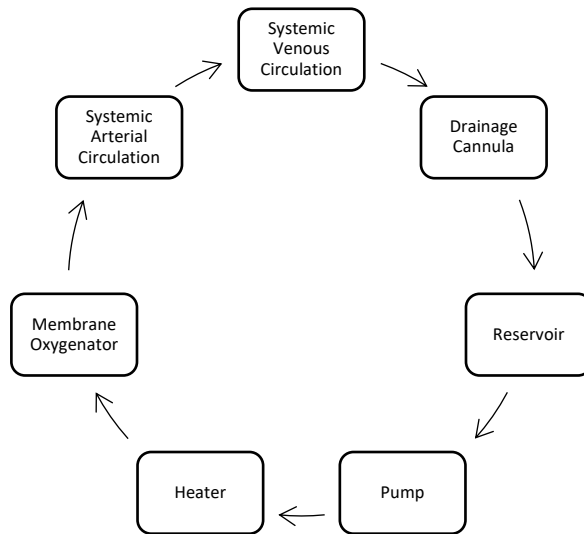 Systemic
Venous
Circulation
Drainage
Cannula
Reservoir
Pump
Heater
Membrane
Oxygenator
Systemic
Arterial
Circulation